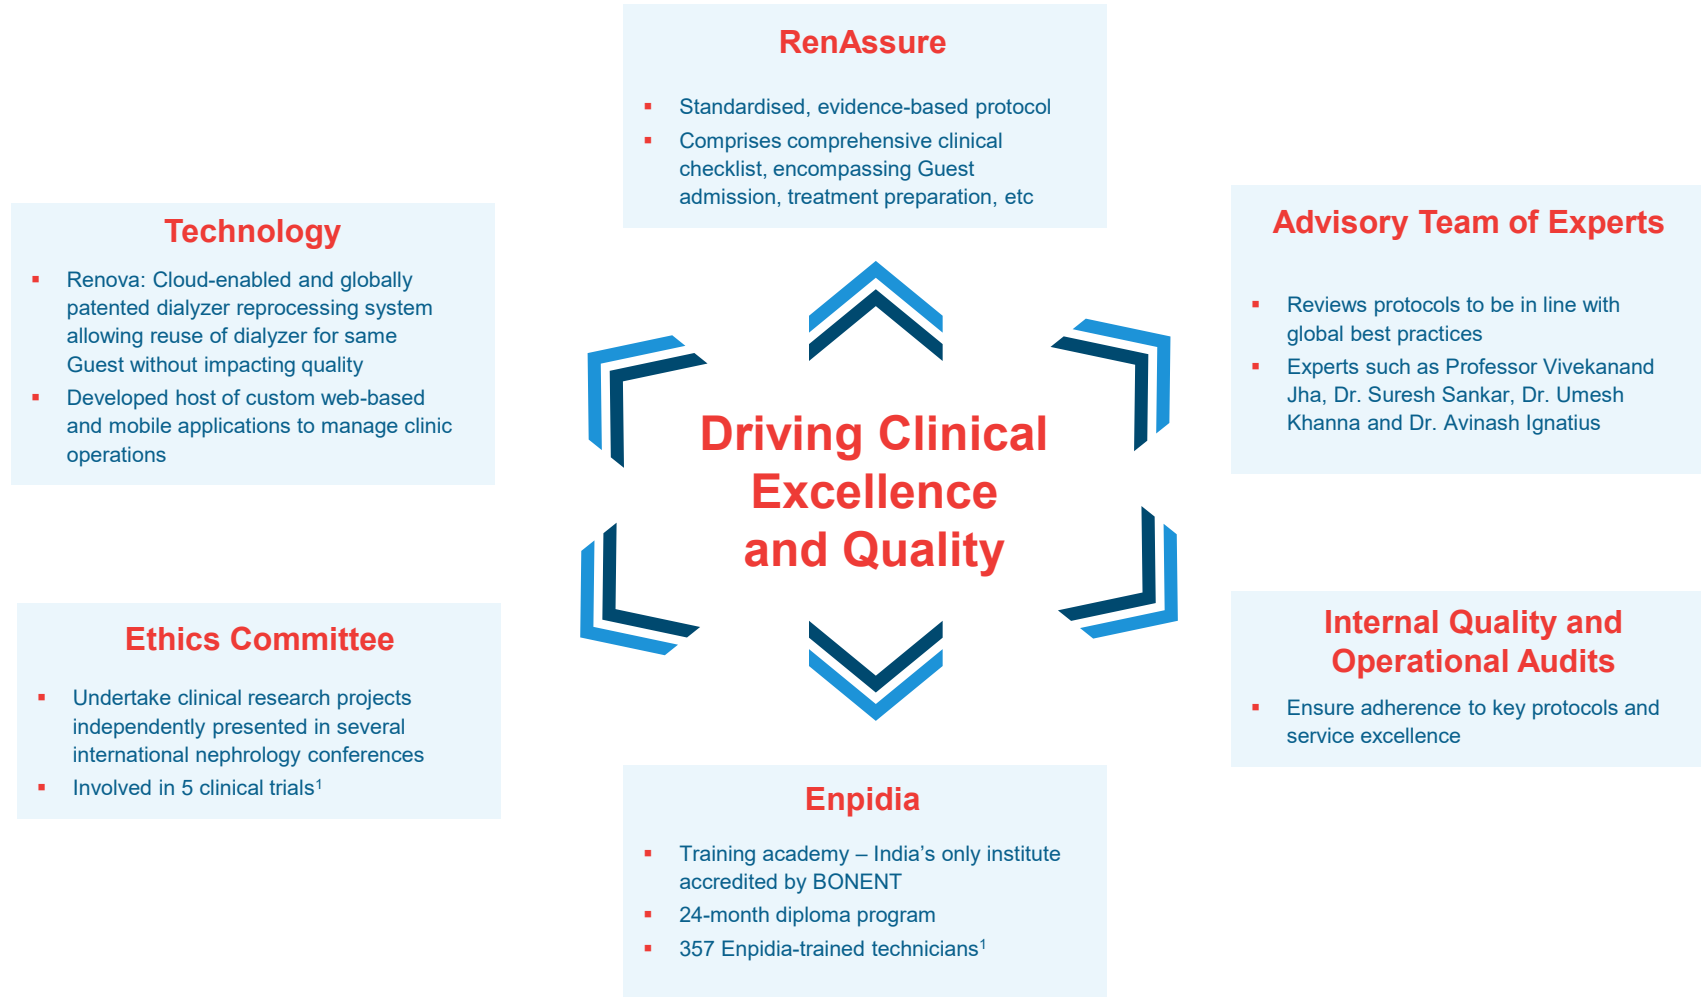 RenAssure
▪ Standardised, evidence-based protocol
▪ Comprises comprehensive clinical
checklist, encompassing Guest
admission, treatment preparation, etc
Technology
▪ Renova: Cloud-enabled and globally
patented dialyzer reprocessing system
allowing reuse of dialyzer for same
Guest without impacting quality
▪ Developed host of custom web-based
and mobile applications to manage clinic
operations
Advisory Team of Experts
▪ Reviews protocols to be in line with
global best practices
▪ Experts such as Professor Vivekanand
Jha, Dr. Suresh Sankar, Dr. Umesh
Khanna and Dr. Avinash Ignatius
Driving Clinical
Excellence
and Quality
Ethics Committee
▪ Undertake clinical research projects
independently presented in several
international nephrology conferences
▪ Involved in 5 clinical trials¹
Internal Quality and
Operational Audits
▪ Ensure adherence to key protocols and
service excellence
Enpidia
▪ Training academy – India’s only institute
accredited by BONENT
▪ 24-month diploma program
▪ 357 Enpidia-trained technicians¹